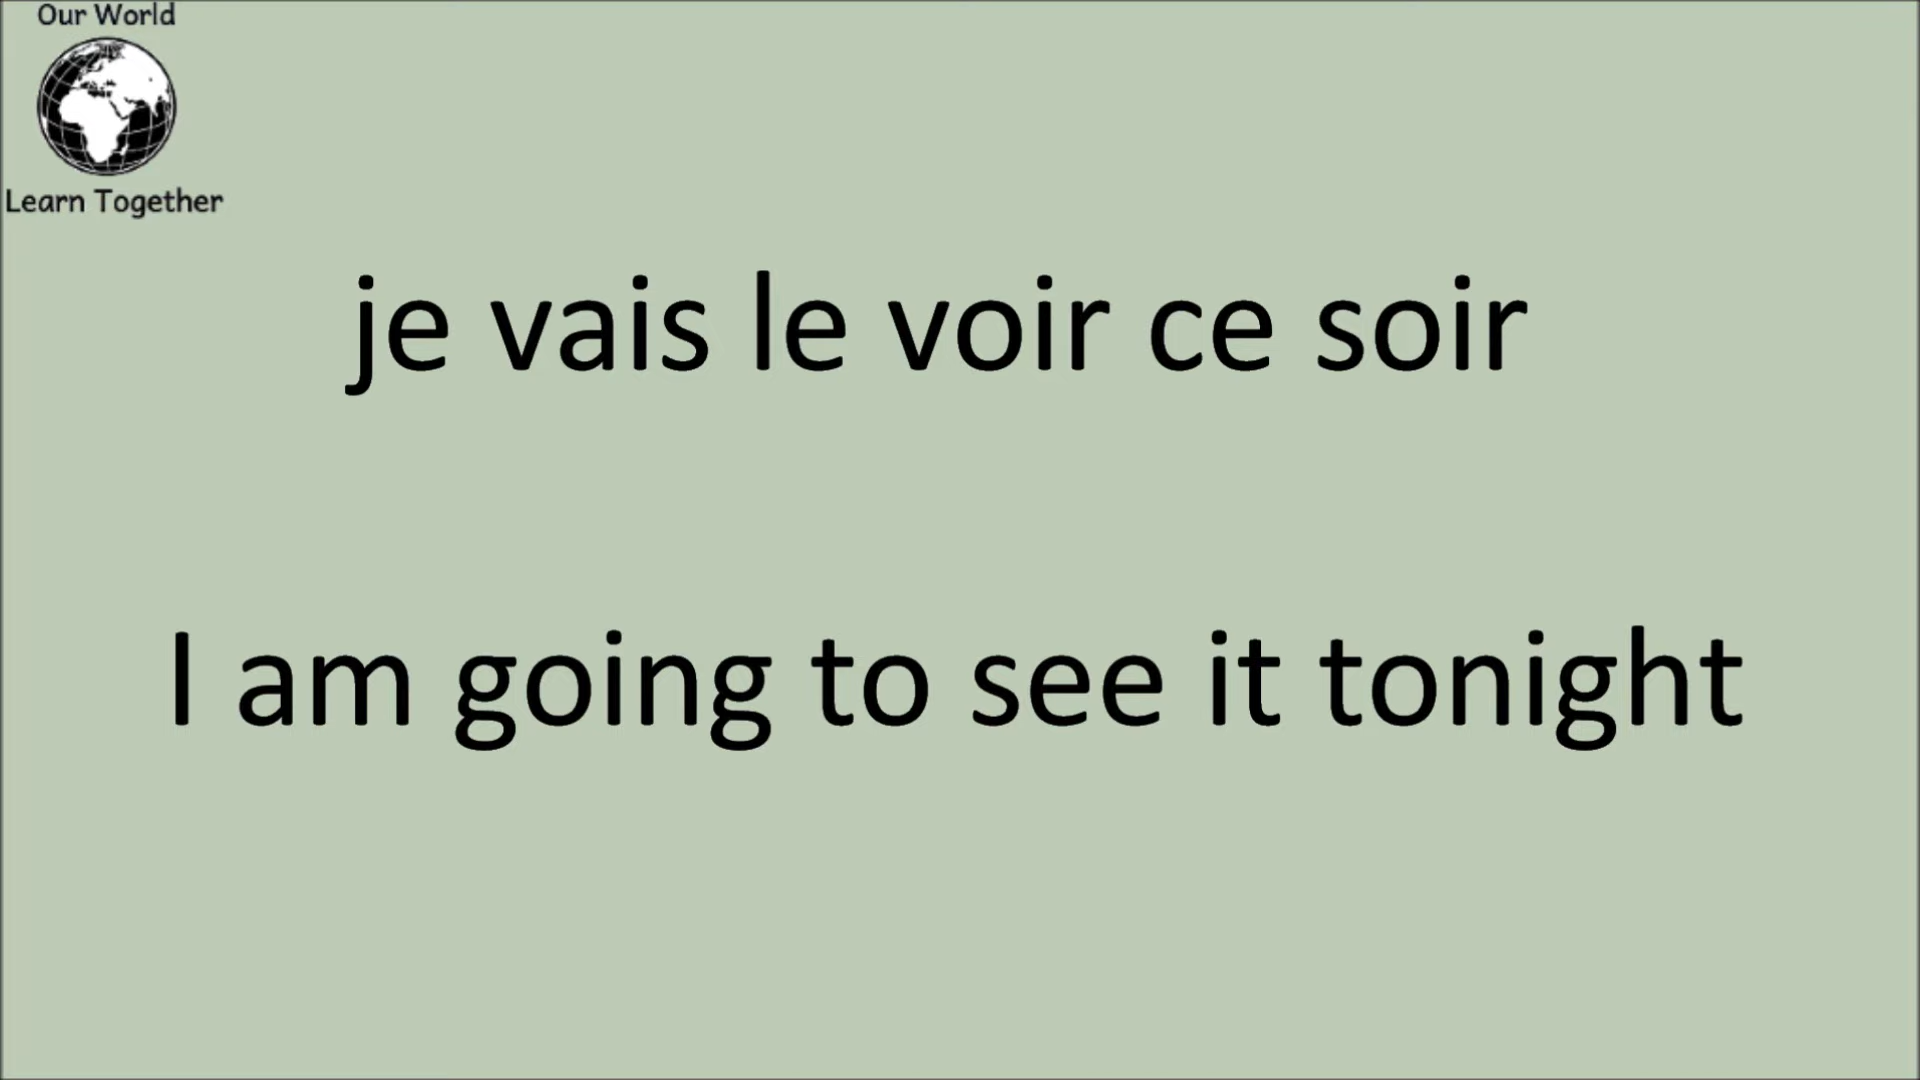 Our World
Learn Together
je vais le voir ce soir
I am going to see it tonight